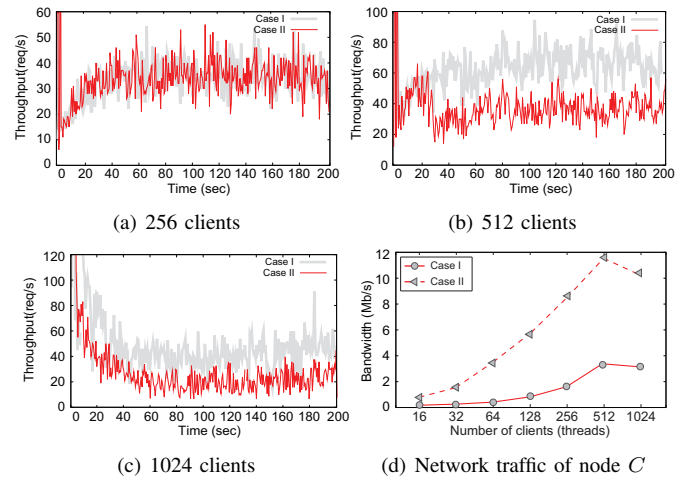 60
50
40
30
20
10
0
Throughput(req/s)
Case I
Case II
0 20 40 60 80 100 120 140 160 180 200
Time (sec)
(a) 256 clients
100
80
60
40
20
0
Throughput(req/s)
Case I
Case II
0 20 40 60 80 100 120 140 160 180 200
Time (sec)
(b) 512 clients
120
100
80
60
40
20
0
Throughput(req/s)
Case I
Case II
0 20 40 60 80 100 120 140 160 180 200
Time (sec)
(c) 1024 clients
12
10
8
6
4
2
0
Bandwidth (Mb/s)
Case I
Case II
16 32 64 128 256 512 1024
Number of clients (threads)
(d) Network traffic of node C